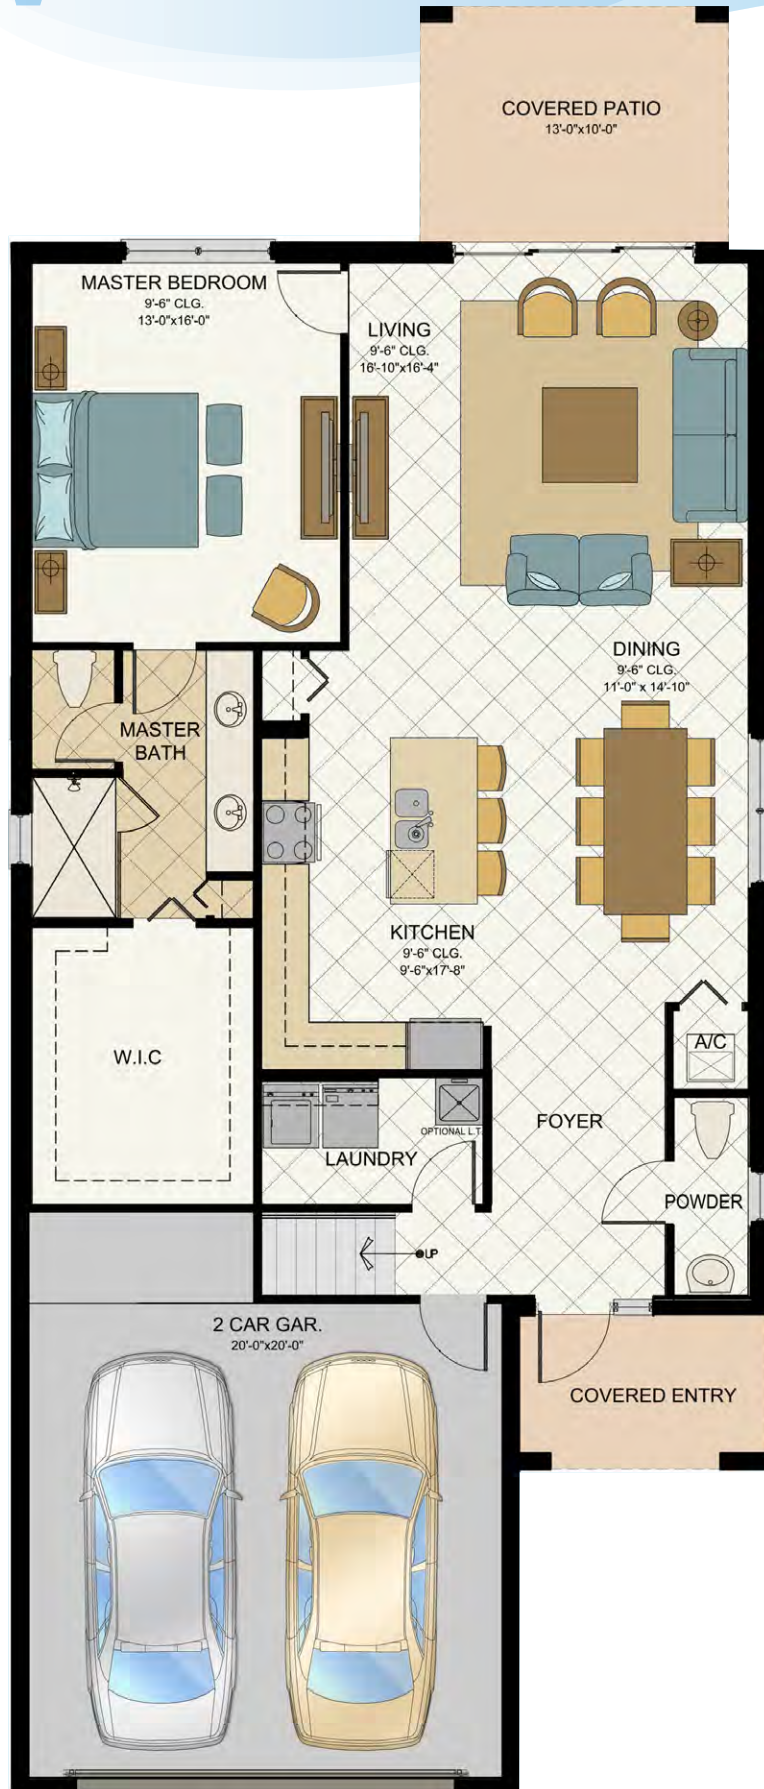 COVERED PATIO
13'-0"x10'-0"
MASTER BEDROOM
9'-6" CLG.
13'-0"x16'-0"
LIVING
9'-6" CLG.
16'-10"x16'-4"
DINING
9'-6" CLG.
11'-0" x 14'-10"
MASTER
BATH
KITCHEN
9'-6" CLG.
9'-6"x17'-8"
W.I.C
A/C
OPTIONAL L.T.
LAUNDRY
FOYER
POWDER
UP
2 CAR GAR.
20'-0"x20'-0"
COVERED ENTRY